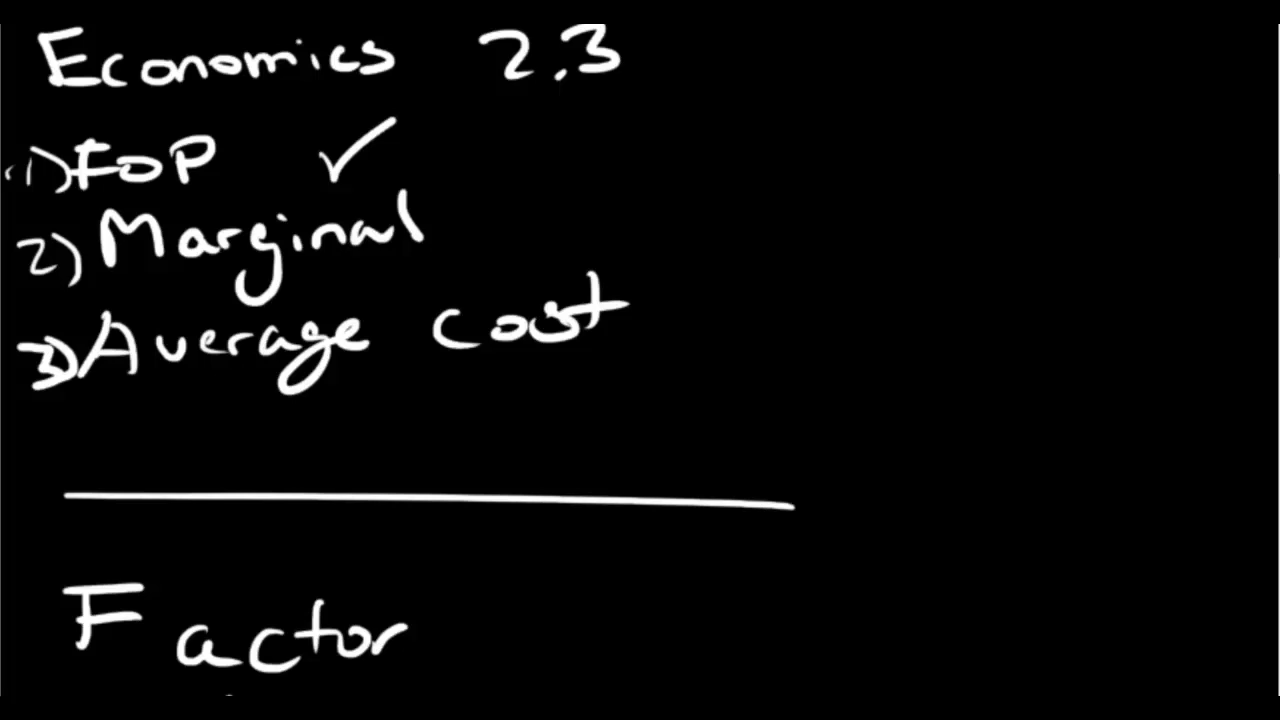 Economics 2.3
1) FOP ✓
2) Marginal
3) Average cost
Factor